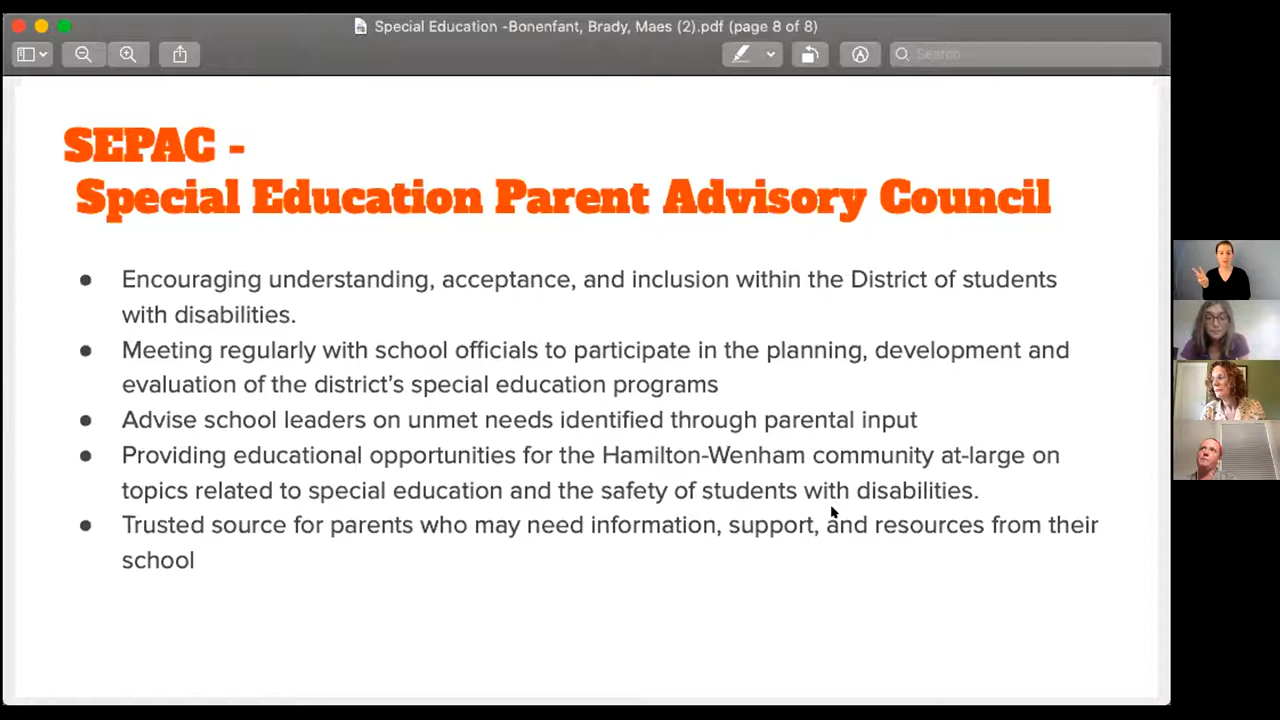 Special Education -Bonenfant, Brady, Maes (2).pdf (page 8 of 8)
Search
SEPAC -
Special Education Parent Advisory Council
● Encouraging understanding, acceptance, and inclusion within the District of students
with disabilities.
● Meeting regularly with school officials to participate in the planning, development and
evaluation of the district's special education programs
● Advise school leaders on unmet needs identified through parental input
● Providing educational opportunities for the Hamilton-Wenham community at-large on
topics related to special education and the safety of students with disabilities.
● Trusted source for parents who may need information, support, and resources from their
school